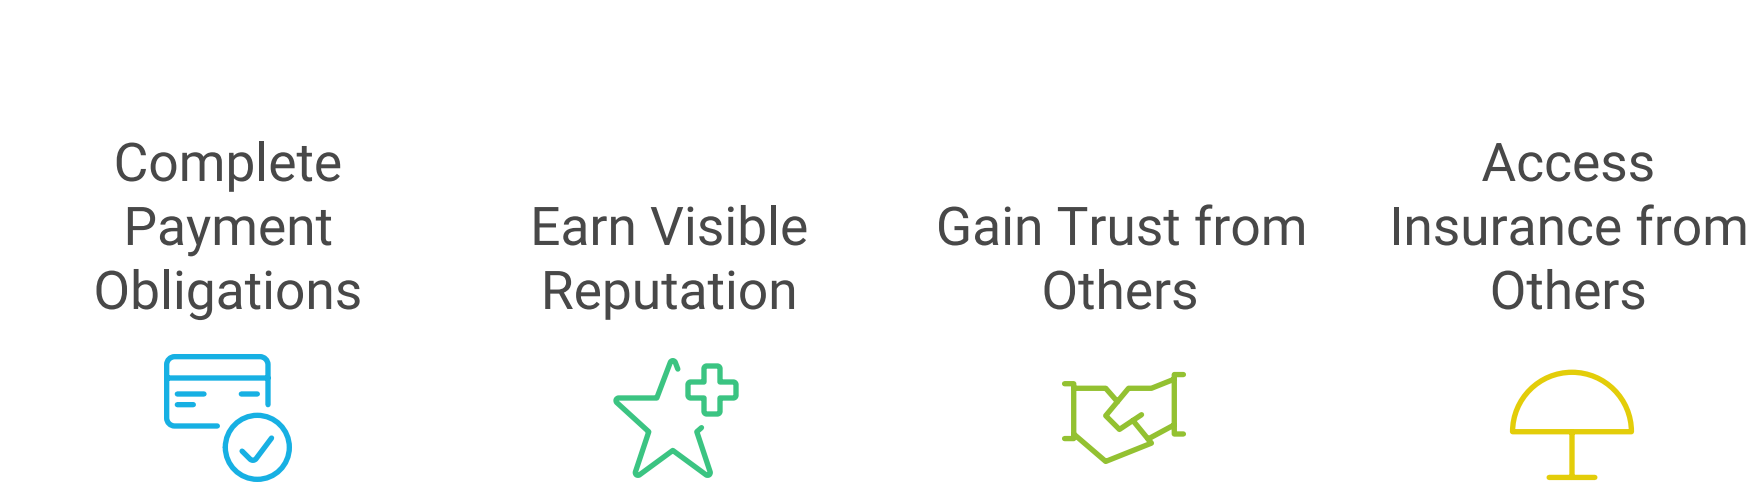 Complete
Payment
Obligations
Earn Visible
Reputation
Gain Trust from
Others
Access
Insurance from
Others